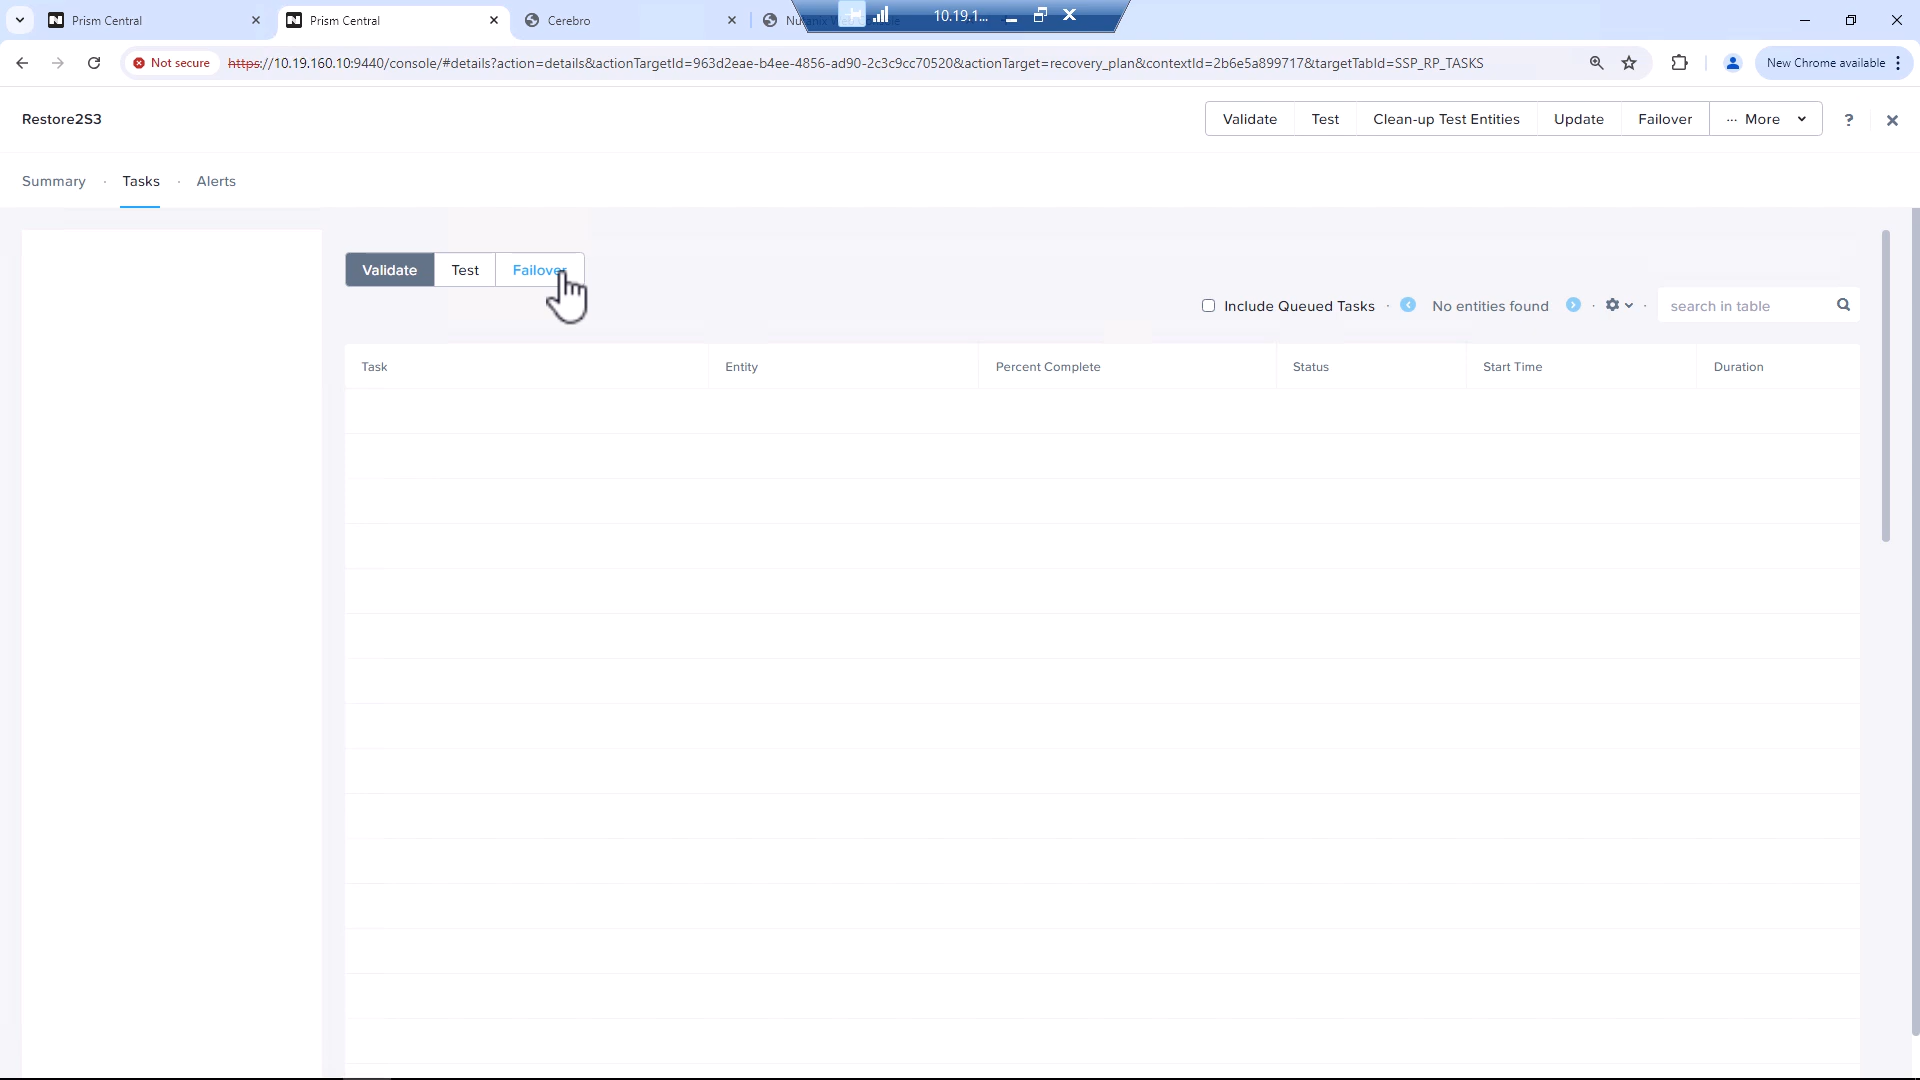 Prism Central
Prism Central
Cerebro
10.19.1...
Not secure
https://10.19.160.10:9440/console/#details?action=details&actionTargetId=963d2eae-b4ee-4856-ad90-2c3c9cc70520&actionTarget=recovery_plan&contextId=2b6e5a899717&targetTabId=SSP_RP_TASKS
New Chrome available
Restore2S3
Validate
Test
Clean-up Test Entities
Update
Failover
··· More
?
Summary · Tasks · Alerts
Validate
Test
Failover
Include Queued Tasks · No entities found · ·
search in table
Task
Entity
Percent Complete
Status
Start Time
Duration